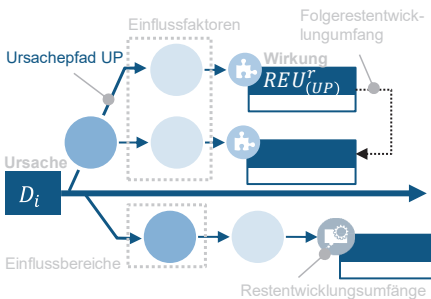 Einflussfaktoren
Folgerestentwick-
lungumfang
Ursachepfad UP
Wirkung
REU^r_(UP)
Ursache
D_i
Einflussbereiche
Restentwicklungsumfänge